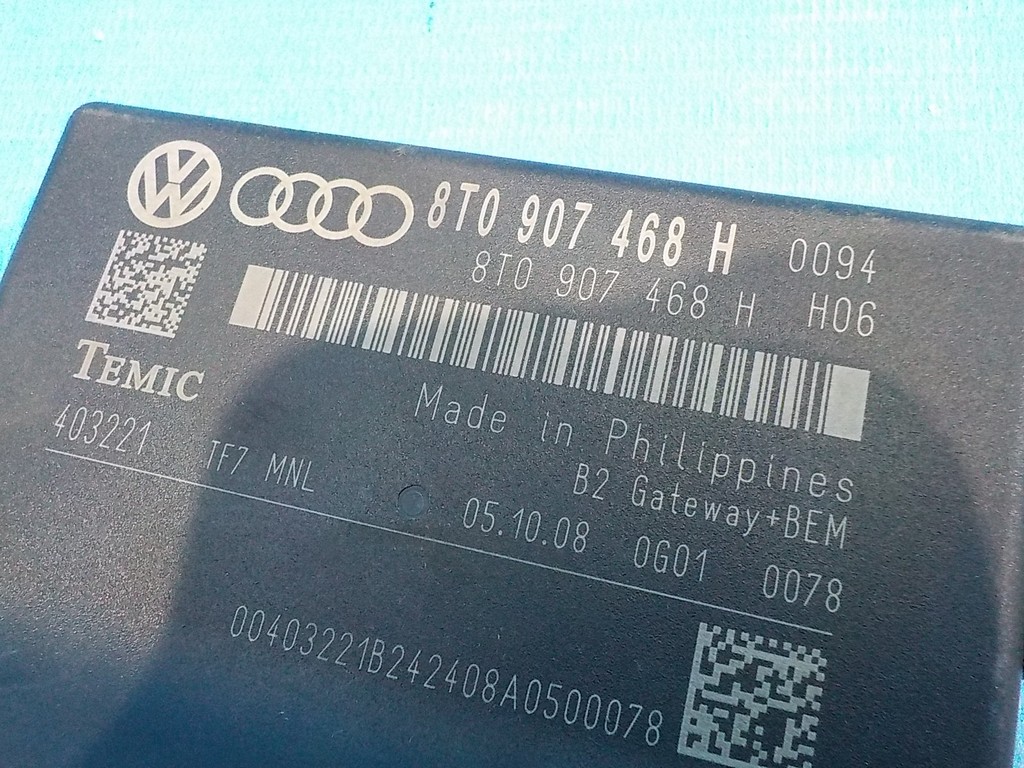 8T0 907 468 H 0094
8T0 907 468 H H06
TEMIC
Made in Philippines
403221 TF7 MNL
B2 Gateway+BEM
05.10.08 0G01 0078
00403221B242408A0500078